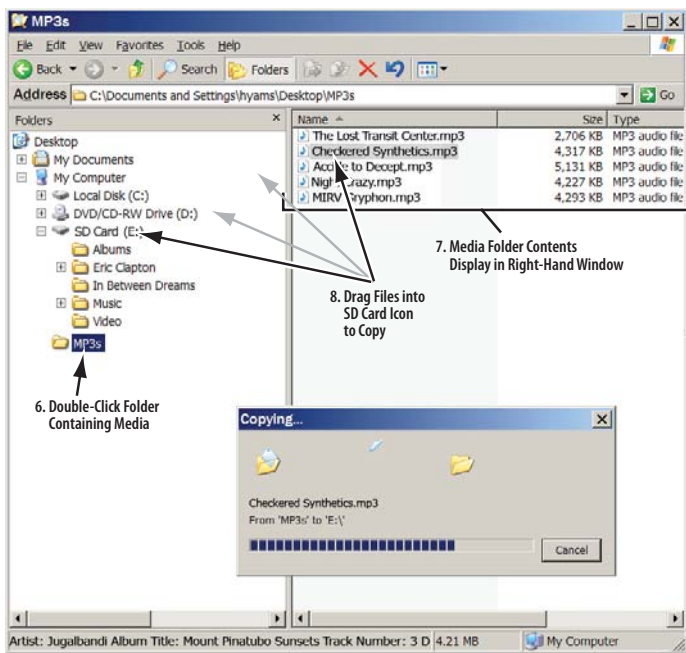 MP3s
File Edit View Favorites Tools Help
Back Search Folders
Address C:\Documents and Settings\hyams\Desktop\MP3s Go
Folders
Desktop
My Documents
My Computer
Local Disk (C:)
DVD/CD-RW Drive (D:)
SD Card (E:)
Albums
Eric Clapton
In Between Dreams
Music
Video
MP3s
Name Size Type
The Lost Transit Center.mp3 2,706 KB MP3 audio file
Checkered Synthetics.mp3 4,317 KB MP3 audio file
to Decept.mp3 5,131 KB MP3 audio file
4,227 KB MP3 audio file
MIRV Gryphon.mp3 4,293 KB MP3 audio file
7. Media Folder Contents
Display in Right-Hand Window
8. Drag Files into
SD Card Icon
to Copy
6. Double-Click Folder
Containing Media
Copying...
Checkered Synthetics.mp3
From 'MP3s' to 'E:\'
Cancel
Artist: Jugalbandi Album Title: Mount Pinatubo Sunsets Track Number: 3 D 4.21 MB My Computer